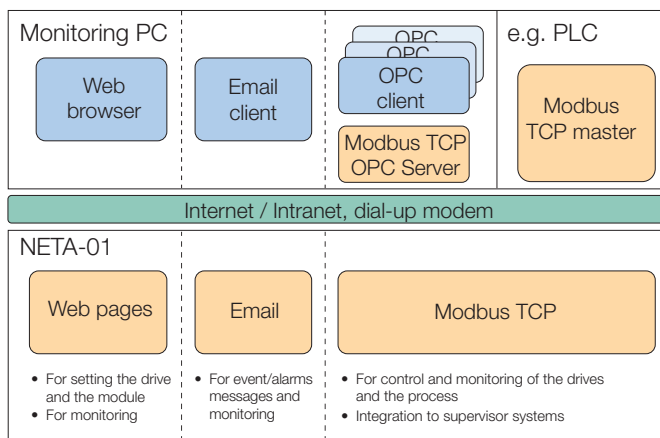 Monitoring PC
e.g. PLC
Web
browser
Email
client
OPC
OPC
OPC
client
Modbus TCP
OPC Server
Modbus
TCP master
Internet / Intranet, dial-up modem
NETA-01
Web pages
Email
Modbus TCP
• For setting the drive
and the module
• For monitoring
• For event/alarms
messages and
monitoring
• For control and monitoring of the drives
and the process
• Integration to supervisor systems